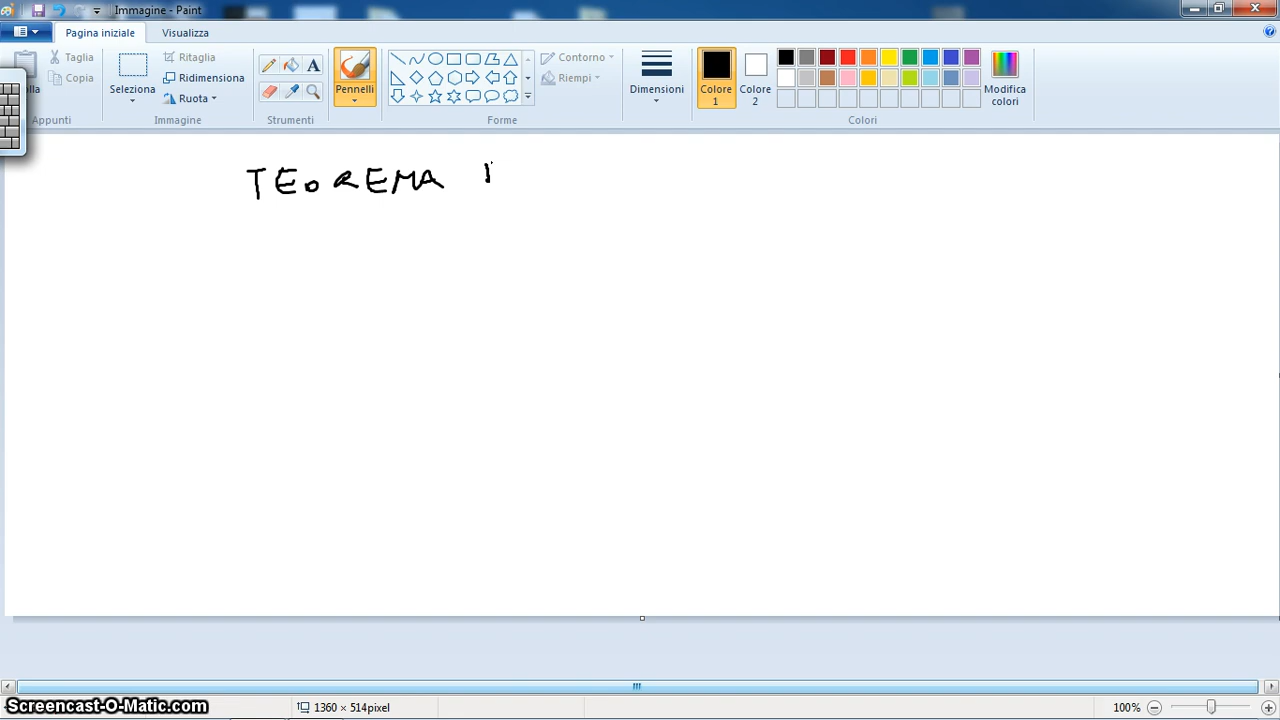 Immagine - Paint
Pagina iniziale Visualizza
Taglia
Copia
Appunti
Seleziona
Ritaglia
Ridimensiona
Ruota
Immagine
Strumenti
Pennelli
Contorno
Riempi
Forme
Dimensioni
Colore 1
Colore 2
Modifica colori
Colori
TEOREMA
Screencast-O-Matic.com
1360 × 514pixel
100%